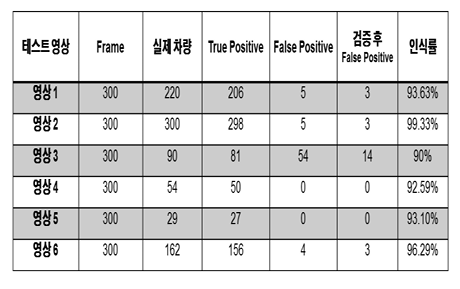 테스트 영상 Frame 실제 차량 True Positive False Positive 검증 후 False Positive 인식률
영상 1 300 220 206 5 3 93.63%
영상 2 300 300 298 5 3 99.33%
영상 3 300 90 81 54 14 90%
영상 4 300 54 50 0 0 92.59%
영상 5 300 29 27 0 0 93.10%
영상 6 300 162 156 4 3 96.29%